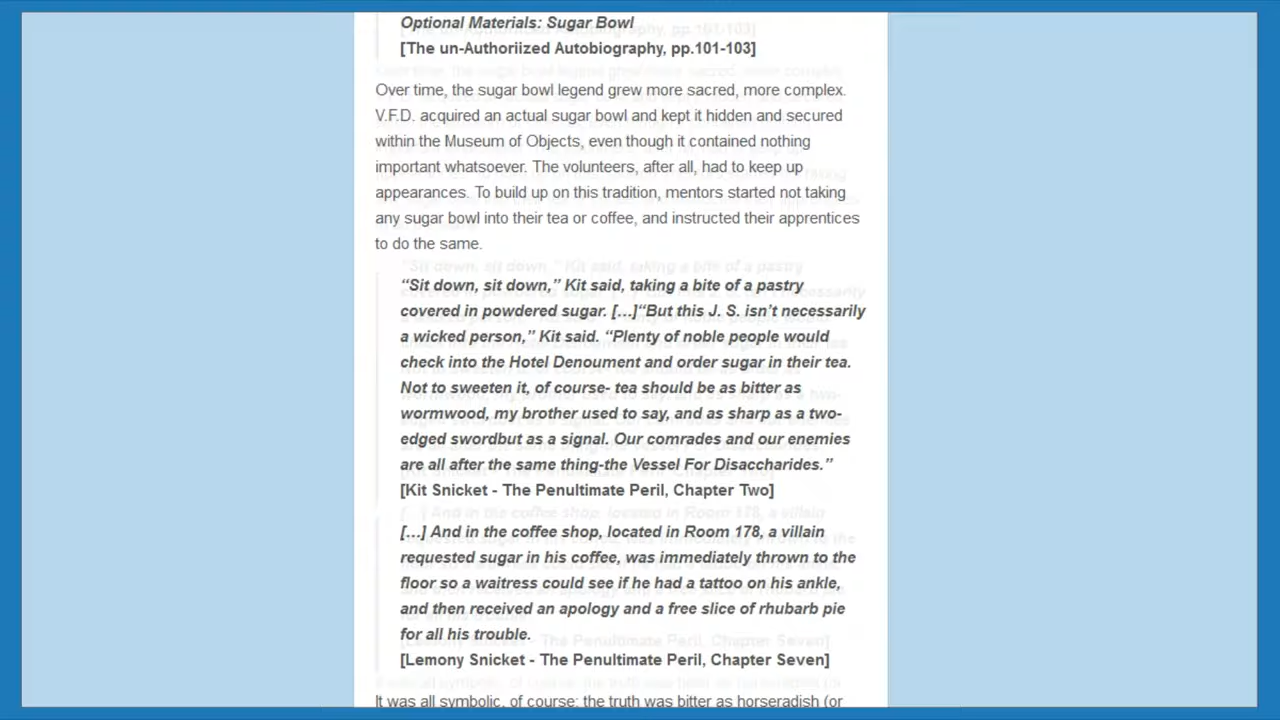 Optional Materials: Sugar Bowl
[The un-Authoriized Autobiography, pp.101-103]
Over time, the sugar bowl legend grew more sacred, more complex.
V.F.D. acquired an actual sugar bowl and kept it hidden and secured
within the Museum of Objects, even though it contained nothing
important whatsoever. The volunteers, after all, had to keep up
appearances. To build up on this tradition, mentors started not taking
any sugar bowl into their tea or coffee, and instructed their apprentices
to do the same.
“Sit down, sit down,” Kit said, taking a bite of a pastry
covered in powdered sugar. [...]“But this J. S. isn’t necessarily
a wicked person,” Kit said. “Plenty of noble people would
check into the Hotel Denoument and order sugar in their tea.
Not to sweeten it, of course- tea should be as bitter as
wormwood, my brother used to say, and as sharp as a two-
edged swordbut as a signal. Our comrades and our enemies
are all after the same thing-the Vessel For Disaccharides.”
[Kit Snicket - The Penultimate Peril, Chapter Two]
[...] And in the coffee shop, located in Room 178, a villain
requested sugar in his coffee, was immediately thrown to the
floor so a waitress could see if he had a tattoo on his ankle,
and then received an apology and a free slice of rhubarb pie
for all his trouble.
[Lemony Snicket - The Penultimate Peril, Chapter Seven]
It was all symbolic, of course: the truth was bitter as horseradish (or